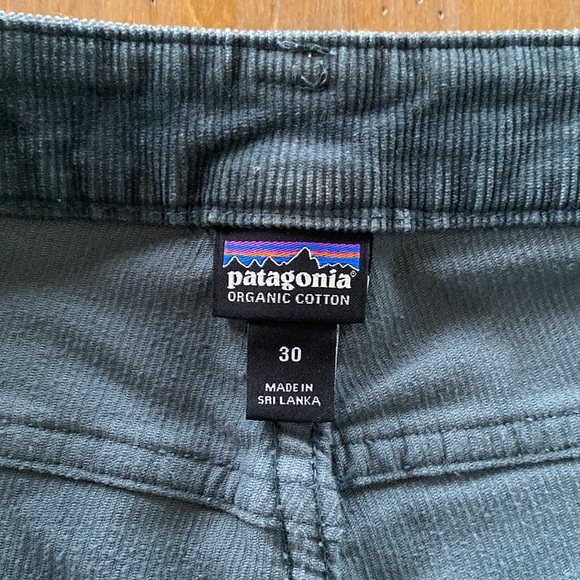 patagonia®
ORGANIC COTTON
30
MADE IN
SRI LANKA